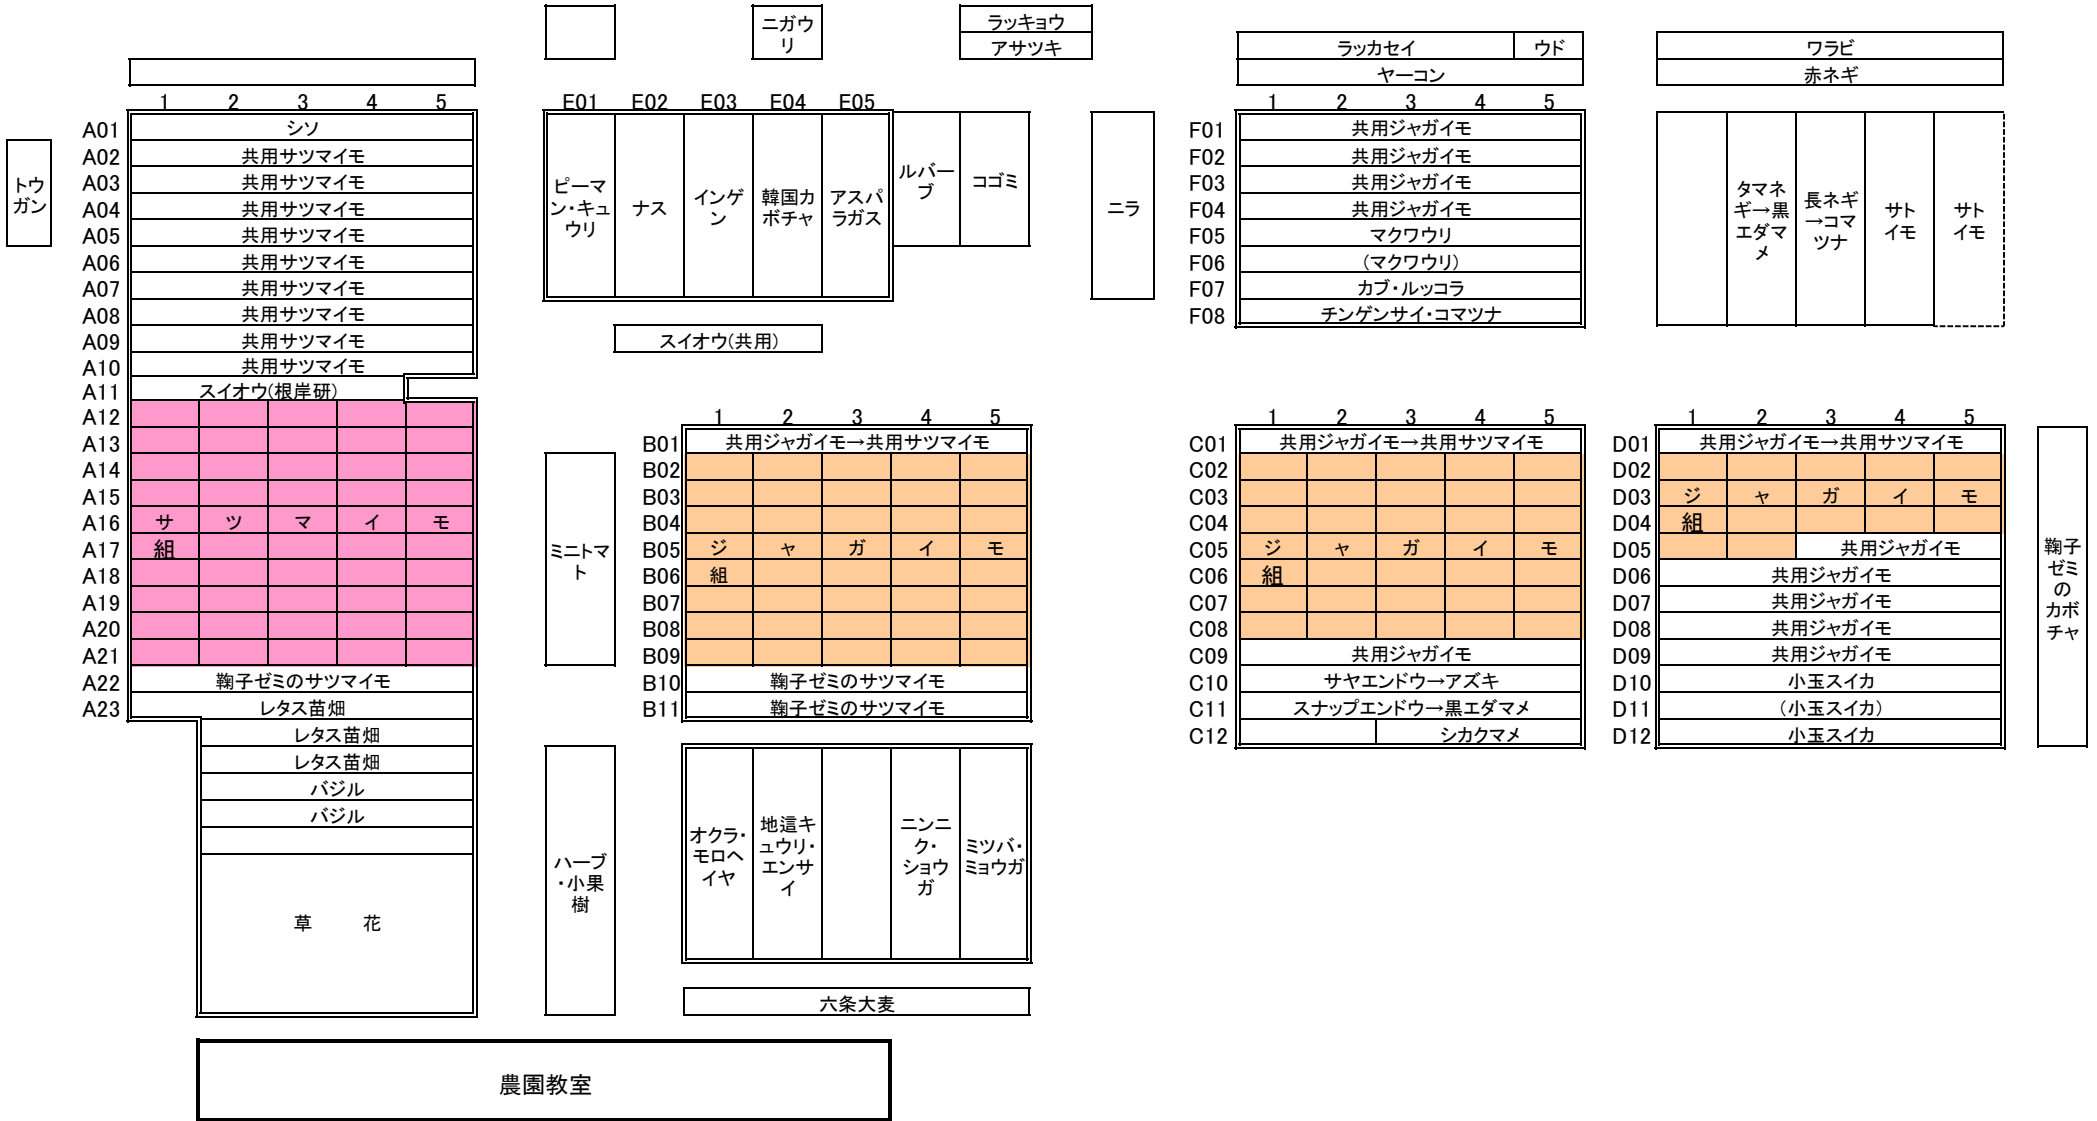 ニガウ
リ
ラッキョウ
アサツキ
ラッカセイ ウド
ヤーコン
ワラビ
赤ネギ
トウ
ガン
1 2 3 4 5
A01 シソ
A02 共用サツマイモ
A03 共用サツマイモ
A04 共用サツマイモ
A05 共用サツマイモ
A06 共用サツマイモ
A07 共用サツマイモ
A08 共用サツマイモ
A09 共用サツマイモ
A10 共用サツマイモ
A11 スイオウ(根岸研)
A12
A13
A14
A15
A16 サ ツ マ イ モ
A17 組
A18
A19
A20
A21
A22 鞠子ゼミのサツマイモ
A23 レタス苗畑
レタス苗畑
レタス苗畑
バジル
バジル
草 花
E01 E02 E03 E04 E05
ピーマ
ン・キュ
ウリ
ナス
インゲ
ン
韓国カ
ボチャ
アスパ
ラガス
ルバー
ブ
コゴミ
ニラ
スイオウ(共用)
1 2 3 4 5
F01 共用ジャガイモ
F02 共用ジャガイモ
F03 共用ジャガイモ
F04 共用ジャガイモ
F05 マクワウリ
F06 (マクワウリ)
F07 カブ・ルッコラ
F08 チンゲンサイ・コマツナ
タマネ
ギ→黒
エダマ
メ
長ネギ
→コマ
ツナ
サト
イモ
サト
イモ
ミニトマ
ト
1 2 3 4 5
B01 共用ジャガイモ→共用サツマイモ
B02
B03
B04
B05 ジ ャ ガ イ モ
B06 組
B07
B08
B09
B10 鞠子ゼミのサツマイモ
B11 鞠子ゼミのサツマイモ
1 2 3 4 5
C01 共用ジャガイモ→共用サツマイモ
C02
C03
C04
C05 ジ ャ ガ イ モ
C06 組
C07
C08
C09 共用ジャガイモ
C10 サヤエンドウ→アズキ
C11 スナップエンドウ→黒エダマメ
C12 シカクマメ
1 2 3 4 5
D01 共用ジャガイモ→共用サツマイモ
D02
D03 ジ ャ ガ イ モ
D04 組
D05 共用ジャガイモ
D06 共用ジャガイモ
D07 共用ジャガイモ
D08 共用ジャガイモ
D09 共用ジャガイモ
D10 小玉スイカ
D11 (小玉スイカ)
D12 小玉スイカ
鞠子
ゼミ
の
カボ
チャ
ハーブ
・小果
樹
オクラ・
モロヘ
イヤ
地這キ
ュウリ・
エンサ
イ
ニンニ
ク・
ショウ
ガ
ミツバ・
ミョウガ
六条大麦
農園教室